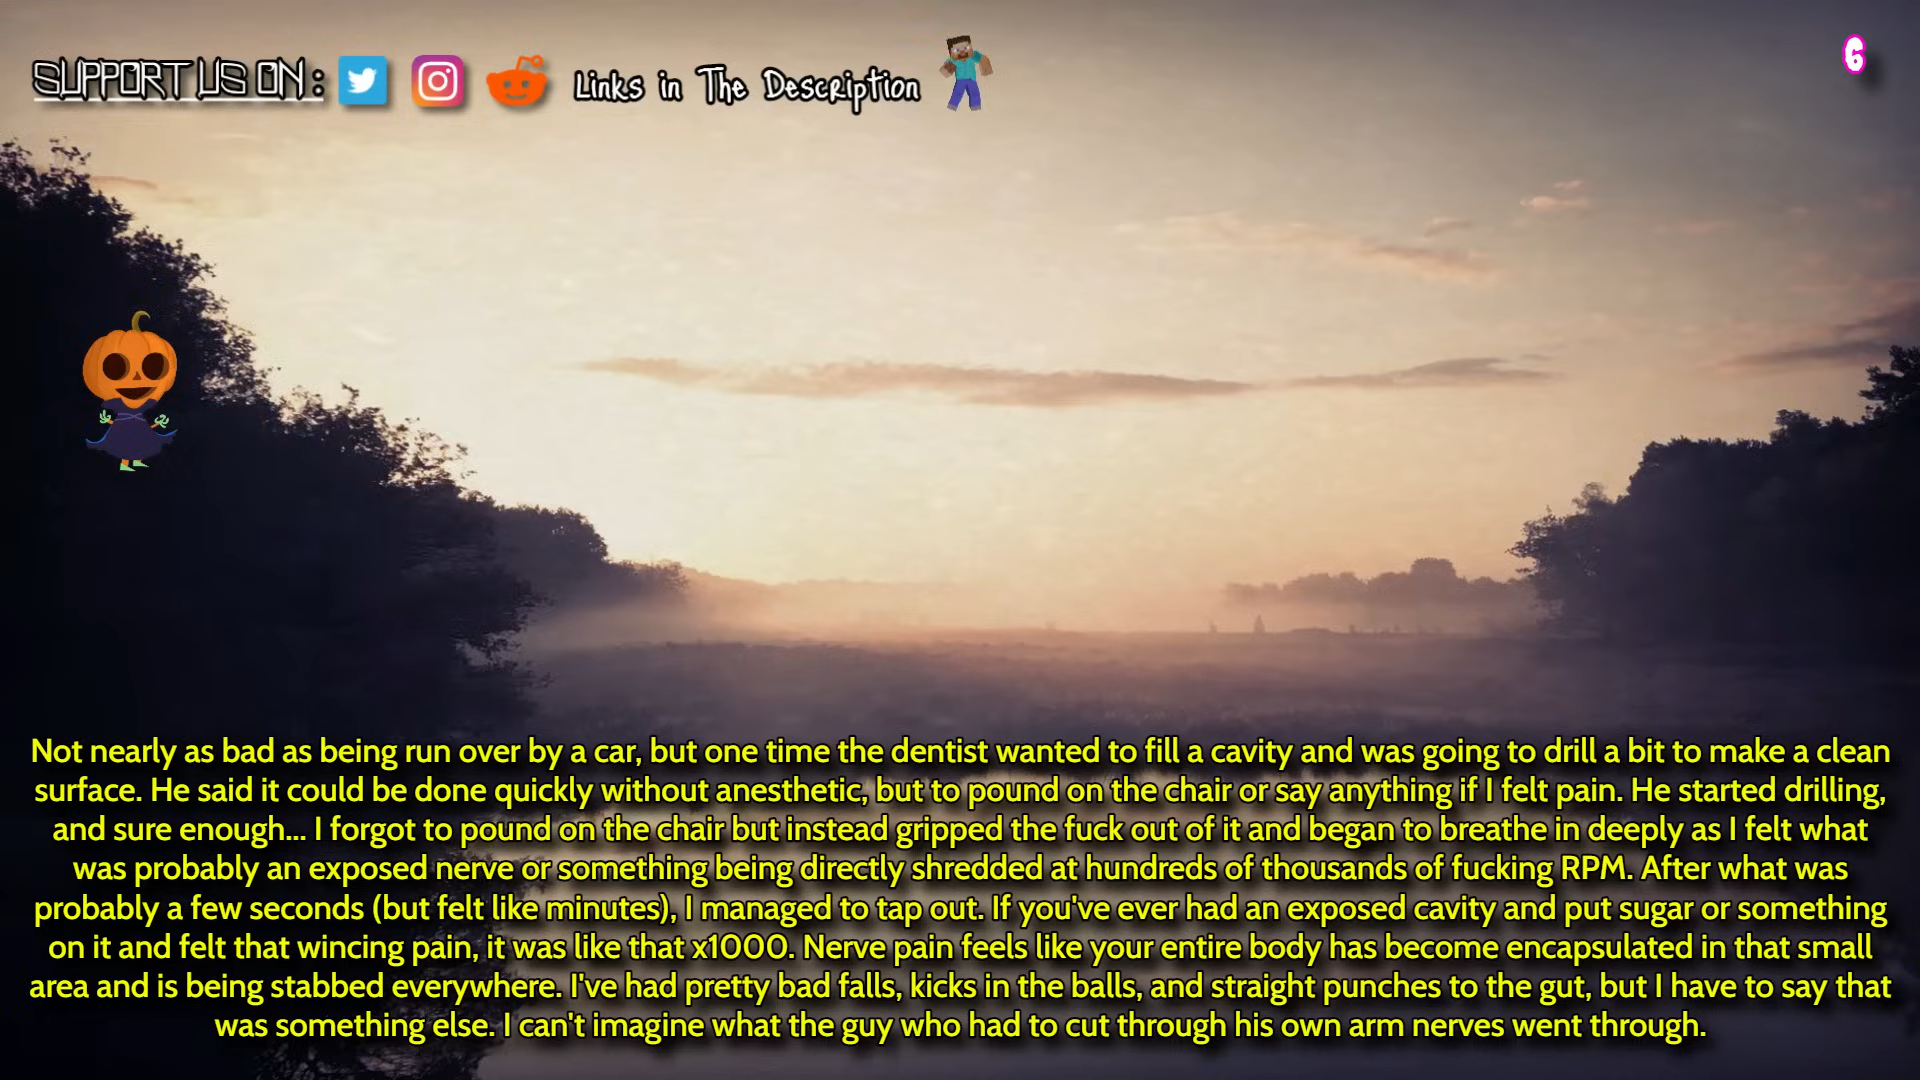 SUPPORT US ON : Links in The Description
6
Not nearly as bad as being run over by a car, but one time the dentist wanted to fill a cavity and was going to drill a bit to make a clean
surface. He said it could be done quickly without anesthetic, but to pound on the chair or say anything if I felt pain. He started drilling,
and sure enough... I forgot to pound on the chair but instead gripped the fuck out of it and began to breathe in deeply as I felt what
was probably an exposed nerve or something being directly shredded at hundreds of thousands of fucking RPM. After what was
probably a few seconds (but felt like minutes), I managed to tap out. If you've ever had an exposed cavity and put sugar or something
on it and felt that wincing pain, it was like that x1000. Nerve pain feels like your entire body has become encapsulated in that small
area and is being stabbed everywhere. I've had pretty bad falls, kicks in the balls, and straight punches to the gut, but I have to say that
was something else. I can't imagine what the guy who had to cut through his own arm nerves went through.